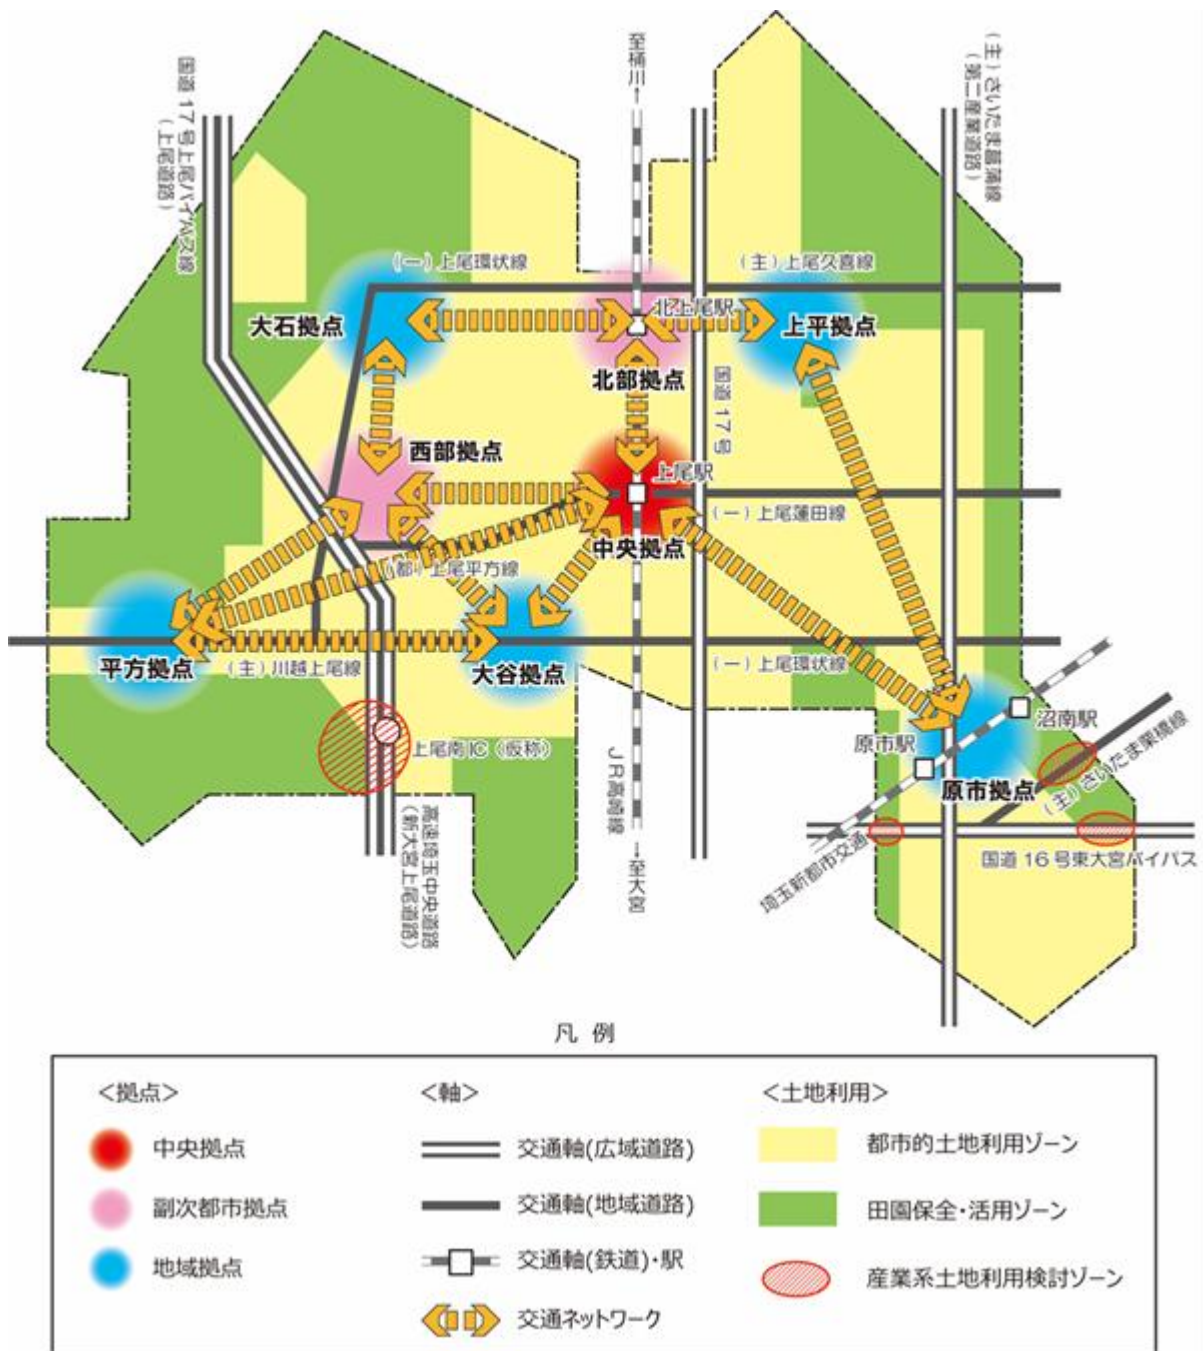 至桶川←
(主)さいたま菖蒲線
(第二産業道路)
国道17号上尾バイパス線
(上尾道路)
(一)上尾環状線
(主)上尾久喜線
大石拠点
北上尾駅
上平拠点
北部拠点
国道17号
西部拠点
上尾駅
(一)上尾蓮田線
中央拠点
(都)上尾平方線
平方拠点
(主)川越上尾線
大谷拠点
(一)上尾環状線
沼南駅
原市駅
上尾南IC(仮称)
JR高崎線
(主)さいたま栗橋線
原市拠点
高速埼玉中央道路
(新大宮上尾道路)
→至大宮
埼玉新都市交通
国道16号東大宮バイパス
凡 例
<拠点>
<軸>
<土地利用>
中央拠点
交通軸(広域道路)
都市的土地利用ゾーン
副次都市拠点
交通軸(地域道路)
田園保全・活用ゾーン
地域拠点
交通軸(鉄道)・駅
産業系土地利用検討ゾーン
交通ネットワーク